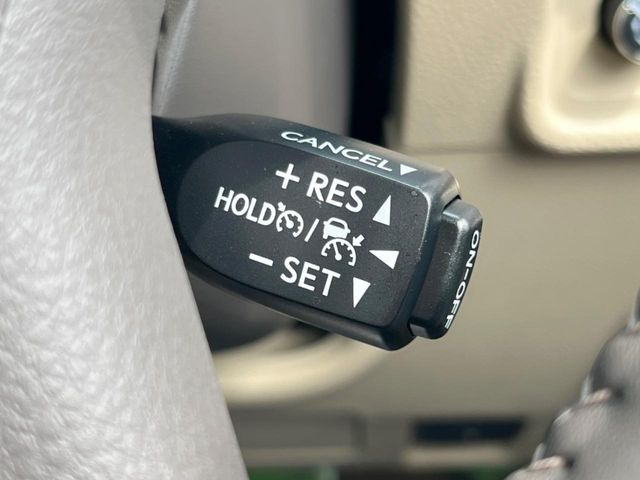 CANCEL ▼
+ RES ▲
HOLD / ◀
− SET ▼
ON-OFF